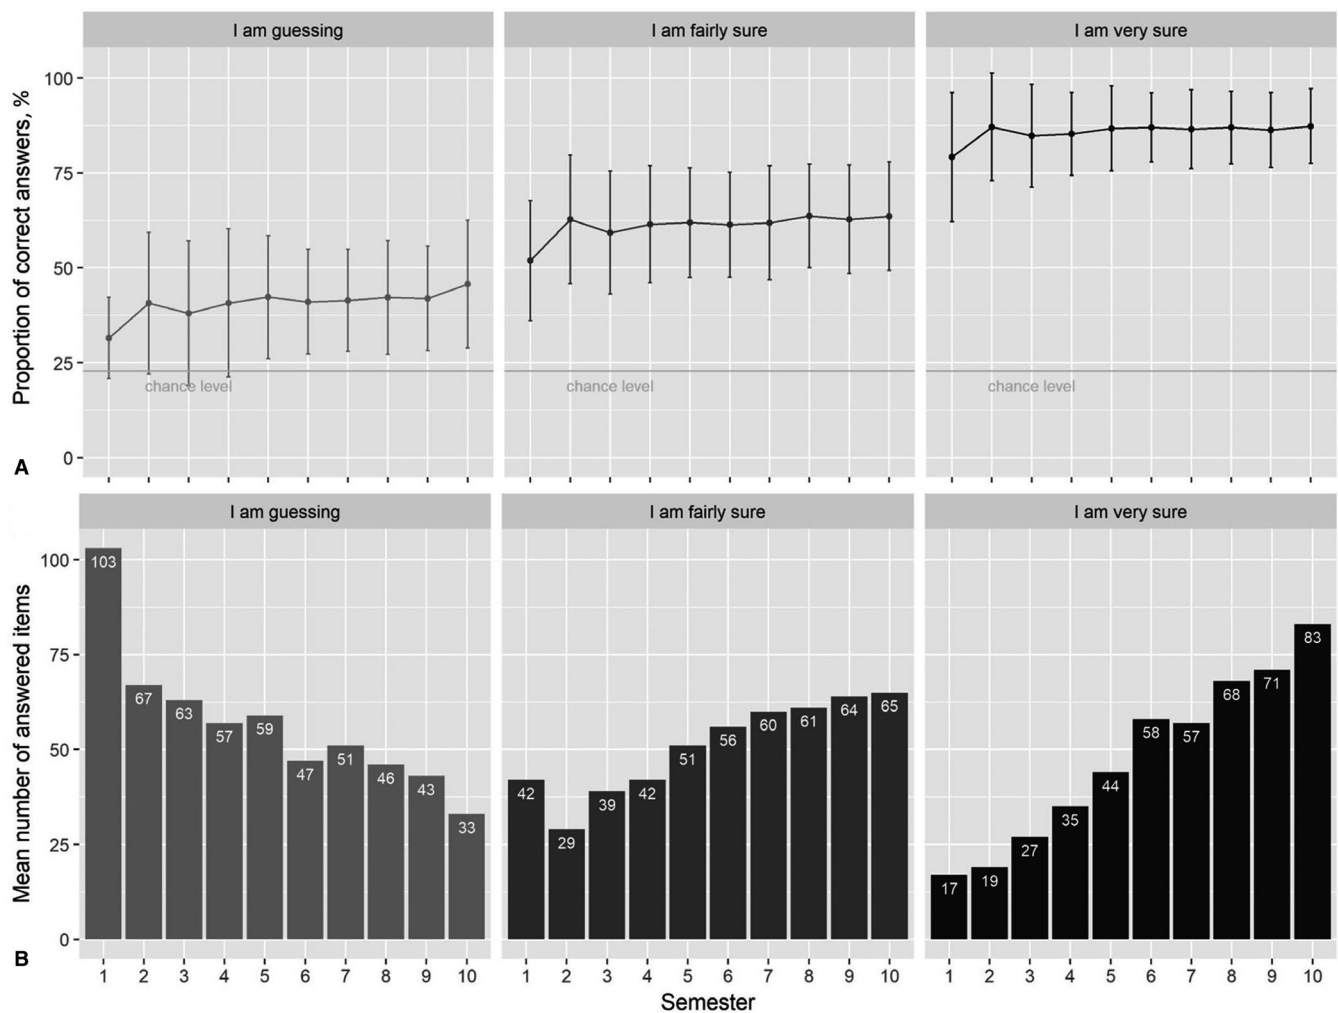 I am guessing I am fairly sure I am very sure
Proportion of correct answers, %
100
75
50
25
0
chance level chance level chance level
A
I am guessing I am fairly sure I am very sure
Mean number of answered items
100
75
50
25
0
103 67 63 57 59 47 51 46 43 33
42 29 39 42 51 56 60 61 64 65
17 19 27 35 44 58 57 68 71 83
B
1 2 3 4 5 6 7 8 9 10 1 2 3 4 5 6 7 8 9 10 1 2 3 4 5 6 7 8 9 10
Semester